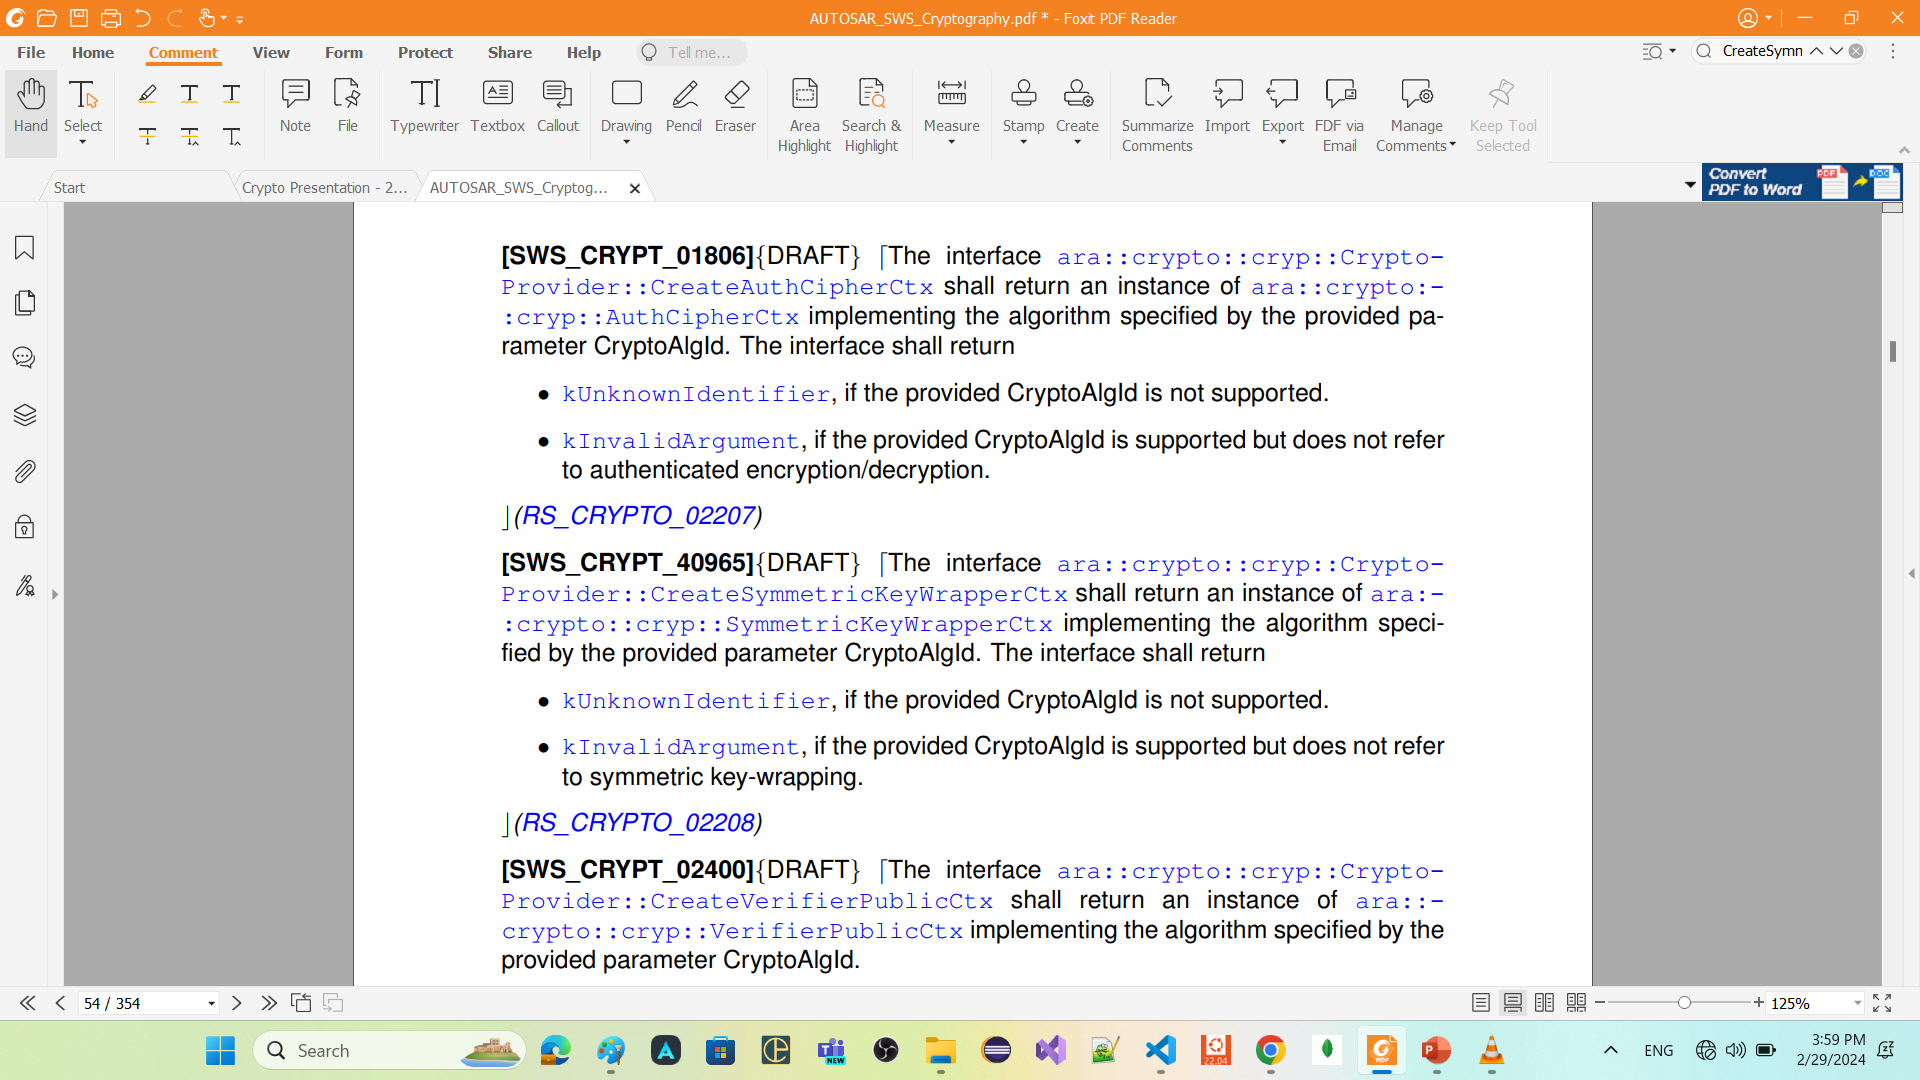 AUTOSAR_SWS_Cryptography.pdf * - Foxit PDF Reader
File Home Comment View Form Protect Share Help Tell me... CreateSymn
Hand Select Note File Typewriter Textbox Callout Drawing Pencil Eraser Area Highlight Search & Highlight Measure Stamp Create Summarize Comments Import Export FDF via Email Manage Comments Keep Tool Selected
Start Crypto Presentation - 2... AUTOSAR_SWS_Cryptog... Convert PDF to Word PDF DOC
[SWS_CRYPT_01806]{DRAFT} ⌈The interface ara::crypto::cryp::Crypto-
Provider::CreateAuthCipherCtx shall return an instance of ara::crypto:-
:cryp::AuthCipherCtx implementing the algorithm specified by the provided pa-
rameter CryptoAlgId. The interface shall return
● kUnknownIdentifier, if the provided CryptoAlgId is not supported.
● kInvalidArgument, if the provided CryptoAlgId is supported but does not refer
to authenticated encryption/decryption.
⌋(RS_CRYPTO_02207)
[SWS_CRYPT_40965]{DRAFT} ⌈The interface ara::crypto::cryp::Crypto-
Provider::CreateSymmetricKeyWrapperCtx shall return an instance of ara:-
:crypto::cryp::SymmetricKeyWrapperCtx implementing the algorithm speci-
fied by the provided parameter CryptoAlgId. The interface shall return
● kUnknownIdentifier, if the provided CryptoAlgId is not supported.
● kInvalidArgument, if the provided CryptoAlgId is supported but does not refer
to symmetric key-wrapping.
⌋(RS_CRYPTO_02208)
[SWS_CRYPT_02400]{DRAFT} ⌈The interface ara::crypto::cryp::Crypto-
Provider::CreateVerifierPublicCtx shall return an instance of ara::-
crypto::cryp::VerifierPublicCtx implementing the algorithm specified by the
provided parameter CryptoAlgId.
54 / 354 125%
Search NEW 22.04 PDF ENG 3:59 PM
2/29/2024